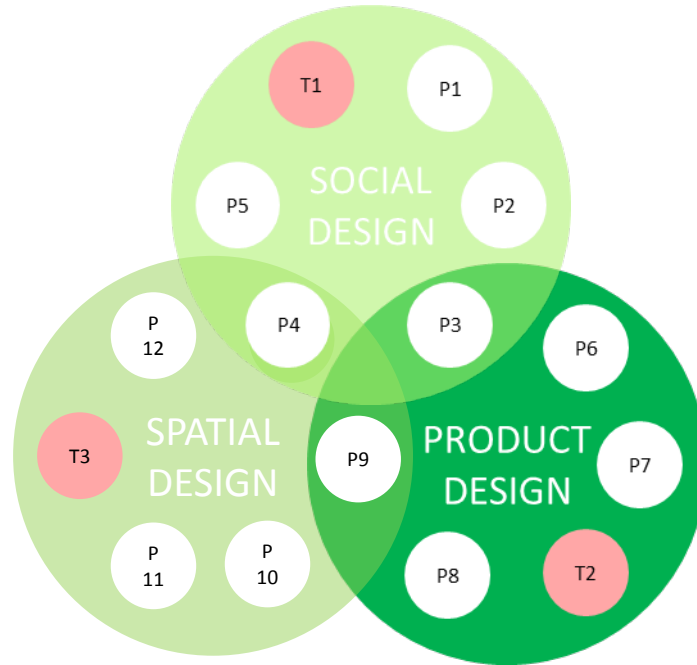 T1
P1
SOCIAL
DESIGN
P5
P2
P4
P3
P
12
P6
T3
SPATIAL
DESIGN
P9
PRODUCT
DESIGN
P7
P
11
P
10
P8
T2